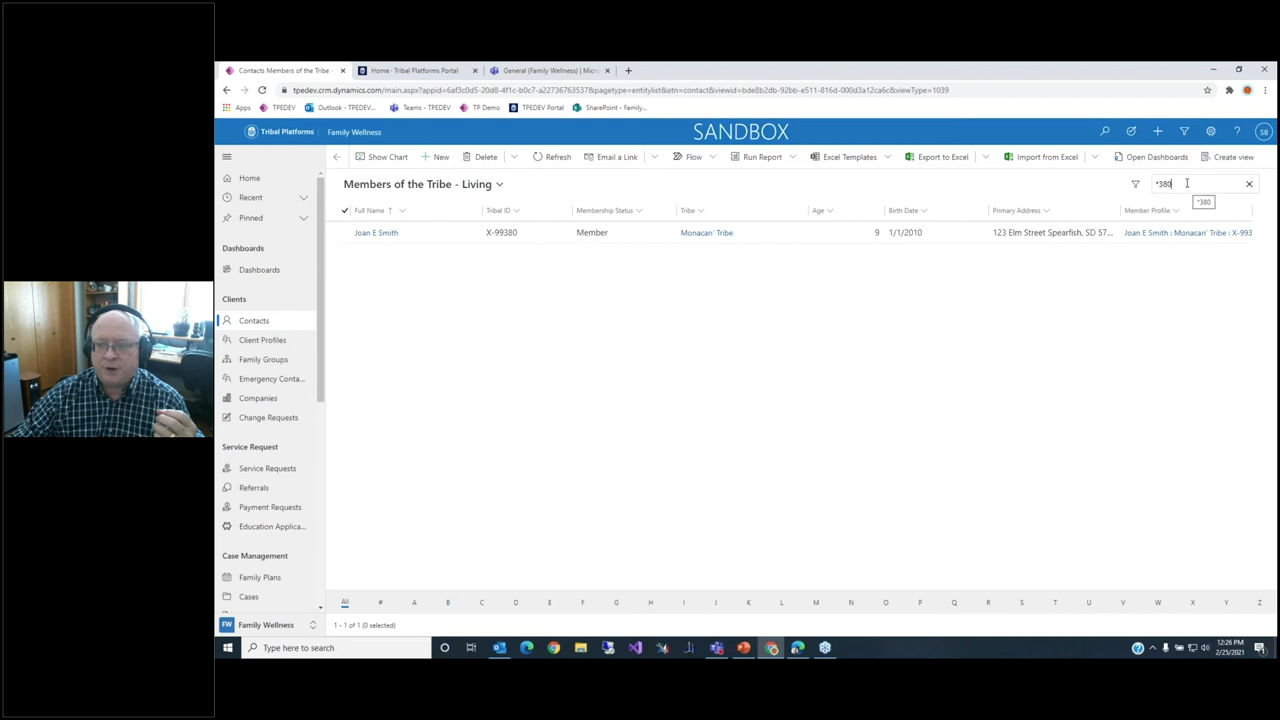 Contacts Members of the Tribe -
Home - Tribal Platforms Portal
General (Family Wellness) | Micr
tpedev.crm.dynamics.com/main.aspx?appid=6af3c0d5-20d8-4f1c-b0c7-a22736763537&pagetype=entitylist&etn=contact&viewid=bde8b2db-92bb-e511-816d-000d3a12ca6c&viewType=1039
Apps TPEDEV Outlook - TPEDEV... Teams - TPEDEV TP Demo TPEDEV Portal SharePoint - Family...
Tribal Platforms Family Wellness SANDBOX SB
Show Chart New Delete Refresh Email a Link Flow Run Report Excel Templates Export to Excel Import from Excel Open Dashboards Create view
Members of the Tribe - Living
*380
*380
Full Name Tribal ID Membership Status Tribe Age Birth Date Primary Address Member Profile
Joan E Smith X-99380 Member Monacan' Tribe 9 1/1/2010 123 Elm Street Spearfish, SD 57... Joan E Smith : Monacan' Tribe : X-993
Home
Recent
Pinned
Dashboards
Dashboards
Clients
Contacts
Client Profiles
Family Groups
Emergency Conta...
Companies
Change Requests
Service Request
Service Requests
Referrals
Payment Requests
Education Applica...
Case Management
Family Plans
Cases
FW Family Wellness
All # A B C D E F G H I J K L M N O P Q R S T U V W X Y Z
1 - 1 of 1 (0 selected)
Type here to search
12:26 PM
2/25/2021